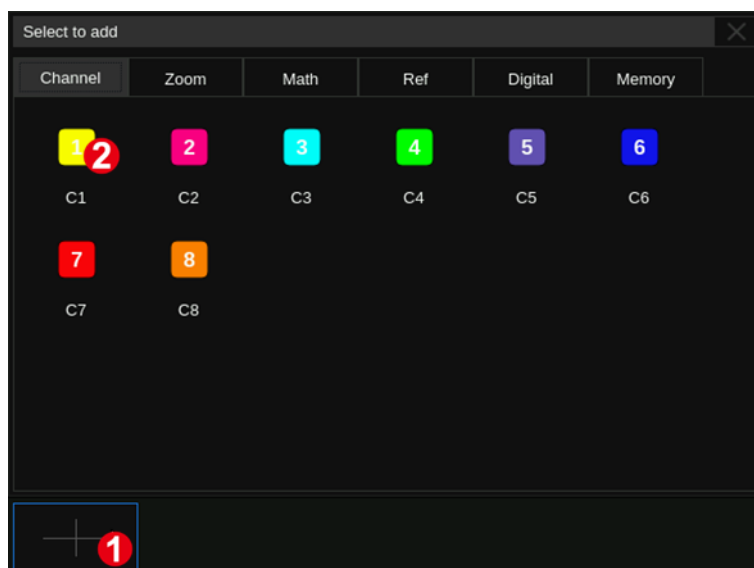 Select to add
Channel Zoom Math Ref Digital Memory
1 2 2 3 4 5 6
C1 C2 C3 C4 C5 C6
7 8
C7 C8
1